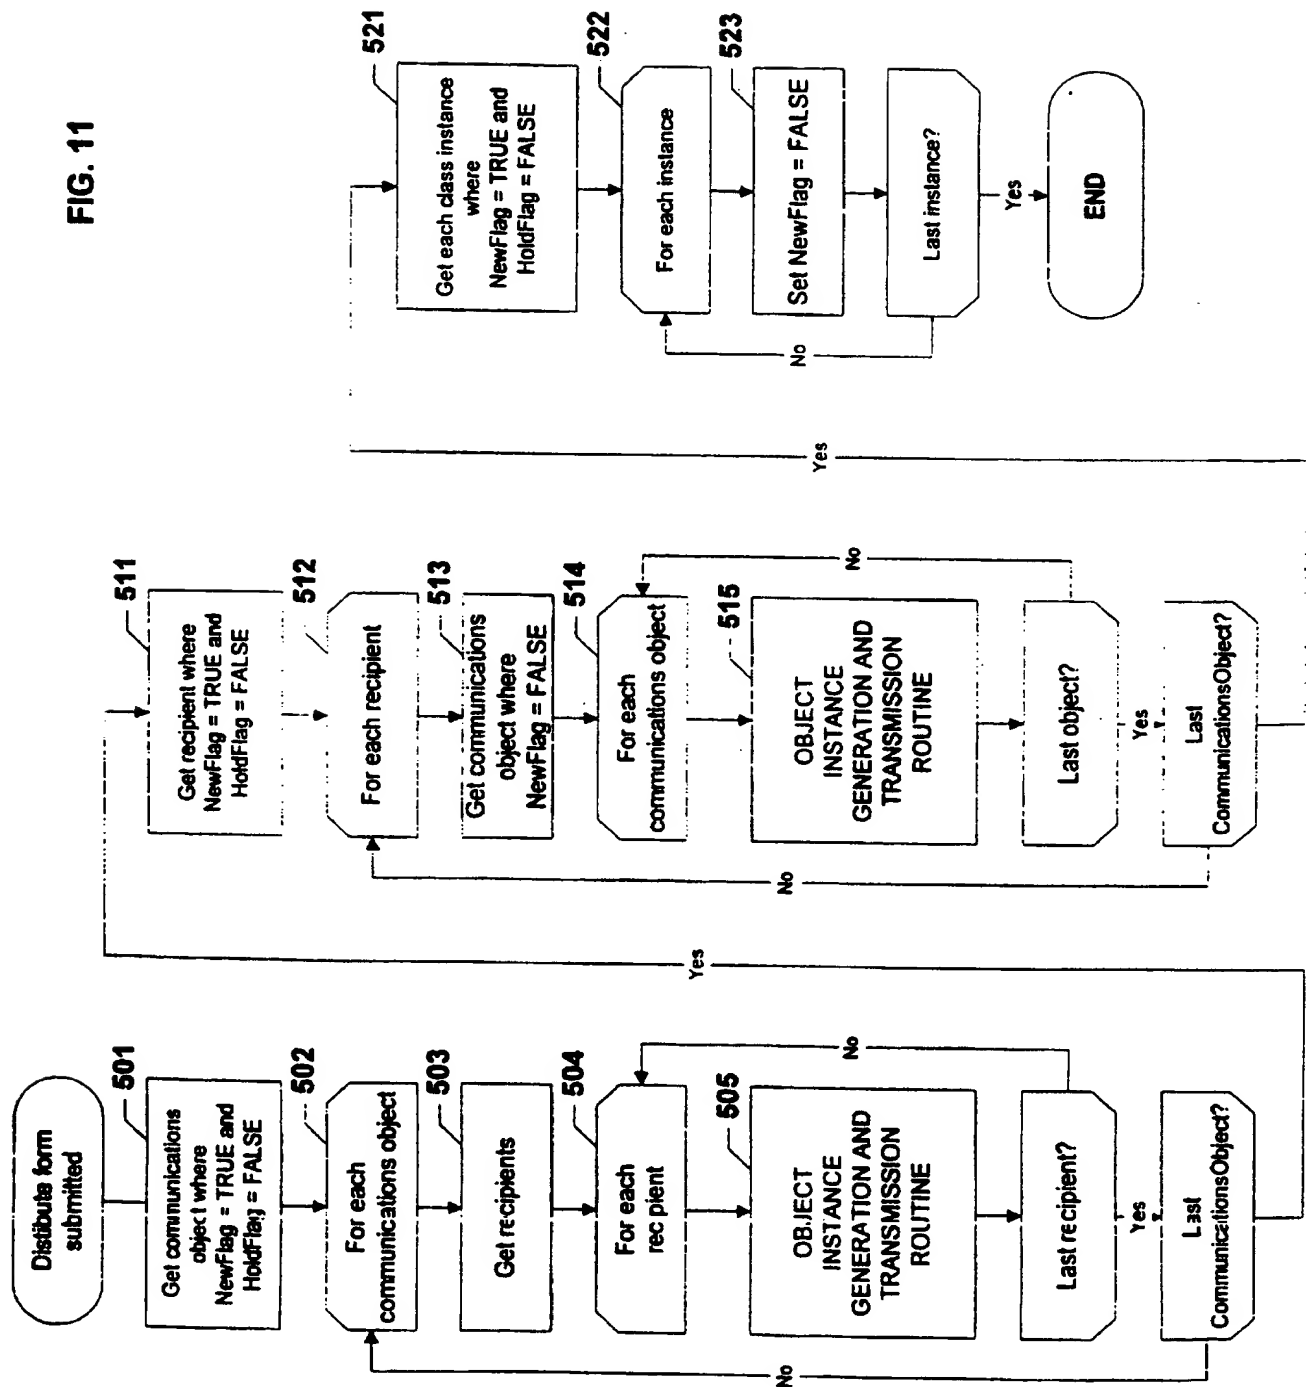 FIG. 11
Distibute form
submitted
501
Get communications
object where
NewFlag = TRUE and
HoldFlag = FALSE
502
For each
communications object
503
Get recipients
504
For each
recipient
505
OBJECT
INSTANCE
GENERATION AND
TRANSMISSION
ROUTINE
No
Last recipient?
Yes
Last
CommunicationsObject?
No
Yes
511
Get recipient where
NewFlag = TRUE and
HoldFlag = FALSE
512
For each recipient
513
Get communications
object where
NewFlag = FALSE
514
For each
communications object
515
OBJECT
INSTANCE
GENERATION AND
TRANSMISSION
ROUTINE
No
Last object?
Yes
Last
CommunicationsObject?
No
Yes
521
Get each class instance
where
NewFlag = TRUE and
HoldFlag = FALSE
522
For each instance
523
Set NewFlag = FALSE
Last instance?
No
Yes
END